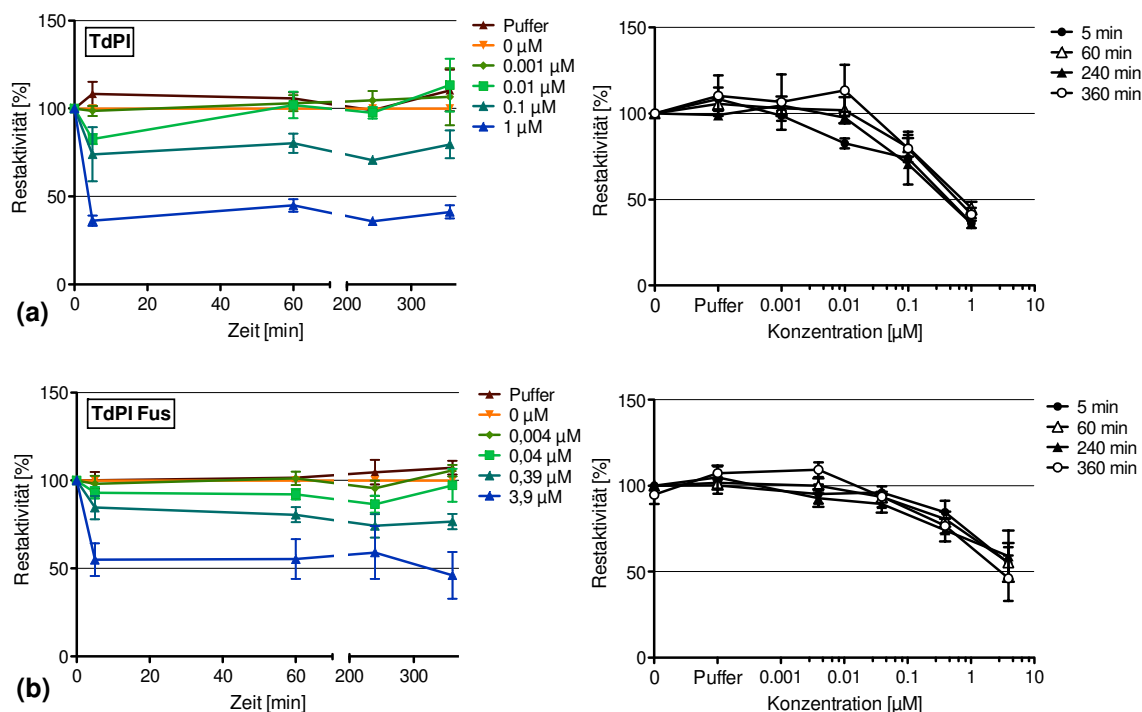 TdPI
Restaktivität [%]
150
100
50
0
0 20 40 60 200 300
Zeit [min]
Puffer
0 µM
0.001 µM
0.01 µM
0.1 µM
1 µM
Restaktivität [%]
150
100
50
0
0 Puffer 0.001 0.01 0.1 1 10
Konzentration [µM]
5 min
60 min
240 min
360 min
(a)
TdPI Fus
Restaktivität [%]
150
100
50
0
0 20 40 60 200 300
Zeit [min]
Puffer
0 µM
0,004 µM
0,04 µM
0,39 µM
3,9 µM
Restaktivität [%]
150
100
50
0
0 Puffer 0.001 0.01 0.1 1 10
Konzentration [µM]
5 min
60 min
240 min
360 min
(b)